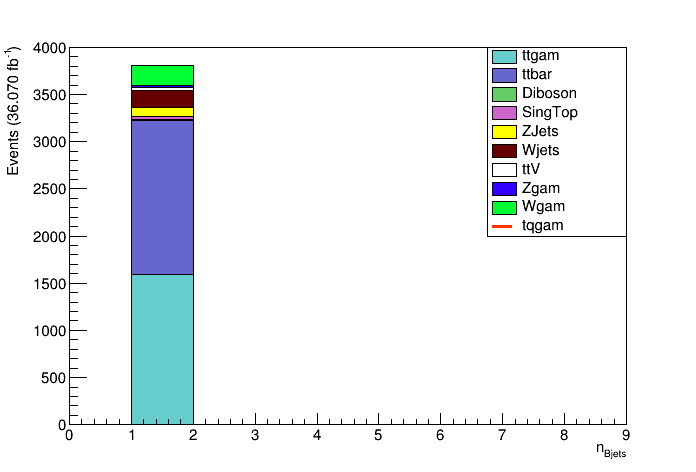 Events (36.070 fb⁻¹)
4000
3500
3000
2500
2000
1500
1000
500
0
0 1 2 3 4 5 6 7 8 9
n_Bjets
ttgam
ttbar
Diboson
SingTop
ZJets
Wjets
ttV
Zgam
Wgam
tqgam